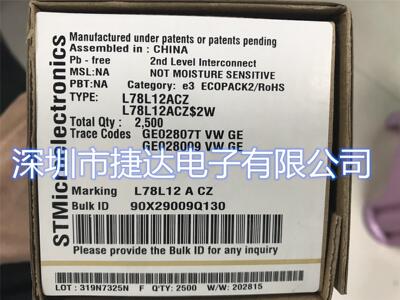 STMicroelectronics
Manufactured under patents or patents pending
Assembled in : CHINA
Pb - free 2nd Level Interconnect
MSL:NA NOT MOISTURE SENSITIVE
PBT:NA Category: e3 ECOPACK2/RoHS
TYPE: L78L12ACZ
L78L12ACZ$2W
Total Qty : 2,500
Trace Codes GE02807T VW GE
GE028009 VW GE
深圳市捷达电子有限公司
Marking L78L12 A CZ
Bulk ID 90X29009Q130
Please provide the Bulk ID for any inquiry
LOT : 319N7325N F Q'TY: 2500 W/W: 202815